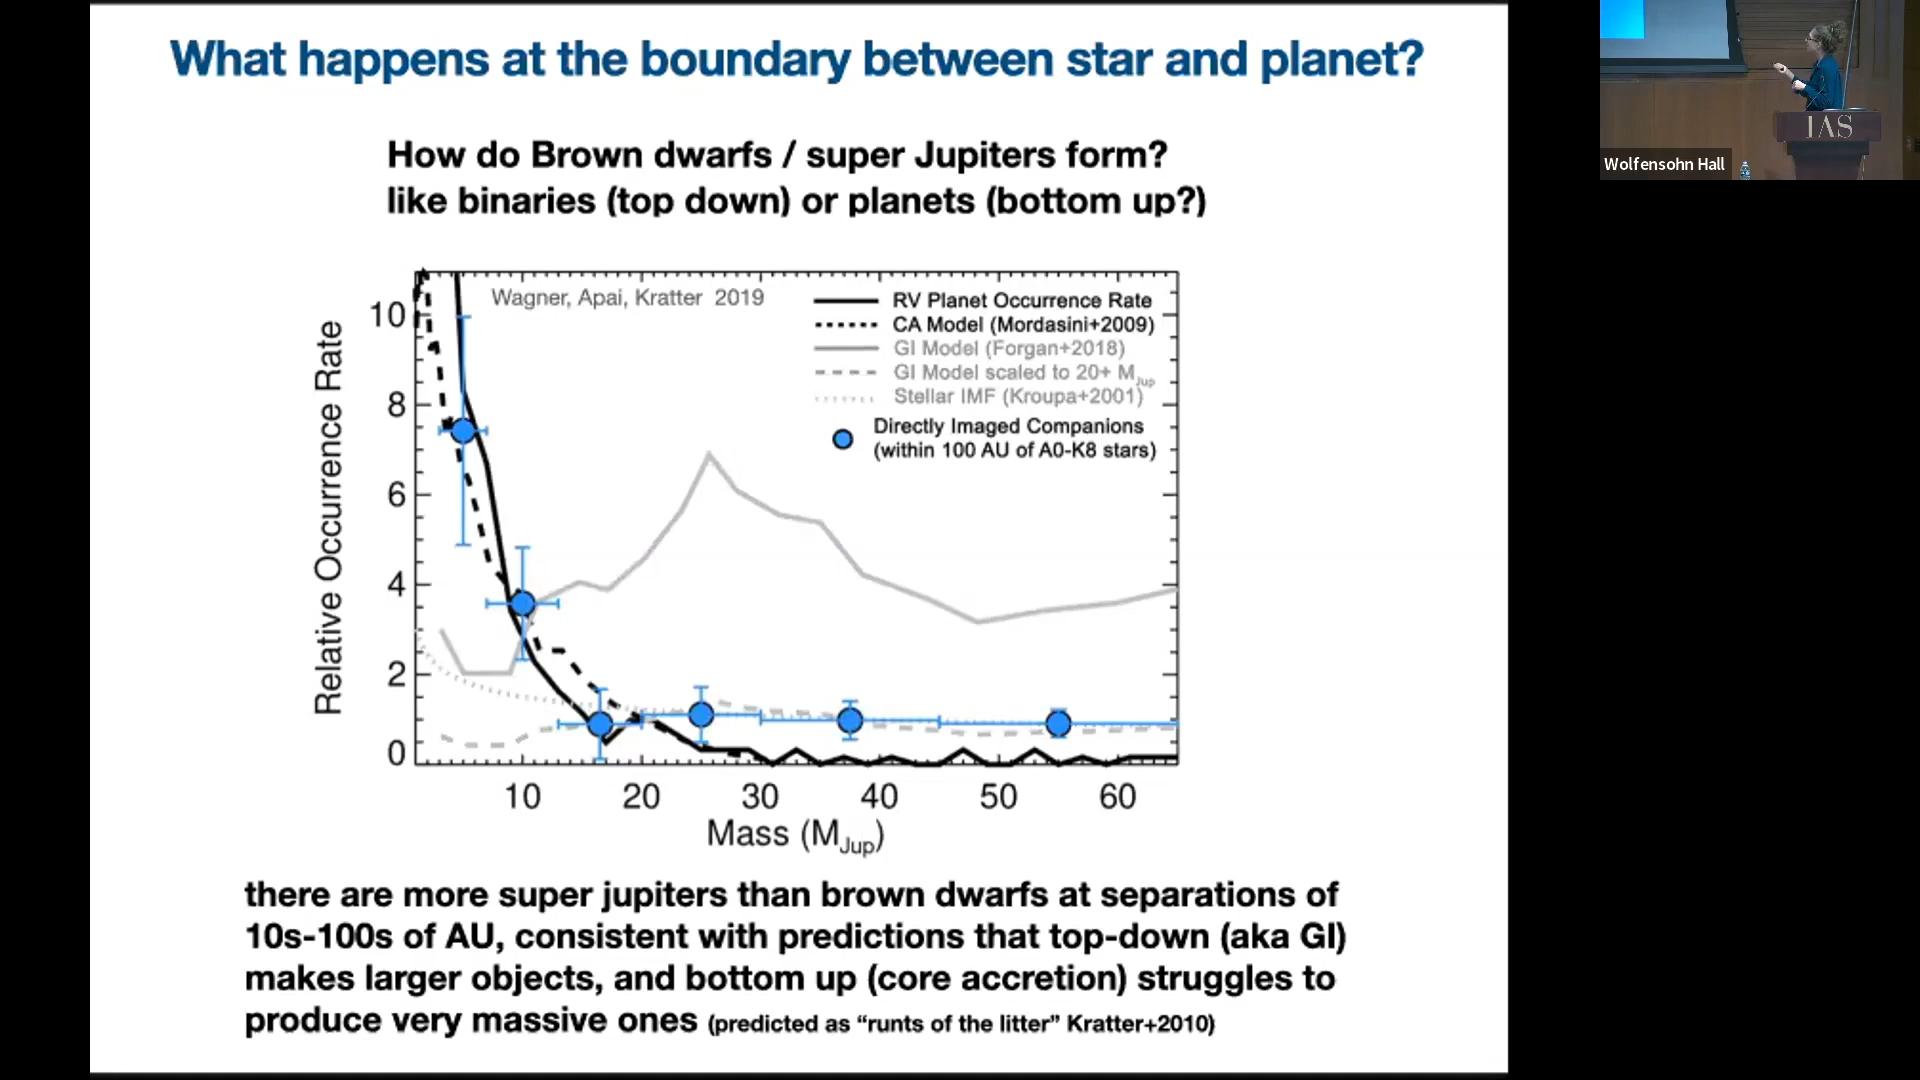 What happens at the boundary between star and planet?
How do Brown dwarfs / super Jupiters form?
like binaries (top down) or planets (bottom up?)
Wagner, Apai, Kratter 2019
RV Planet Occurrence Rate
CA Model (Mordasini+2009)
GI Model (Forgan+2018)
GI Model scaled to 20+ MJup
Stellar IMF (Kroupa+2001)
Directly Imaged Companions
(within 100 AU of A0-K8 stars)
Relative Occurrence Rate
10
8
6
4
2
0
10 20 30 40 50 60
Mass (MJup)
there are more super jupiters than brown dwarfs at separations of
10s-100s of AU, consistent with predictions that top-down (aka GI)
makes larger objects, and bottom up (core accretion) struggles to
produce very massive ones (predicted as “runts of the litter” Kratter+2010)
IAS
Wolfensohn Hall